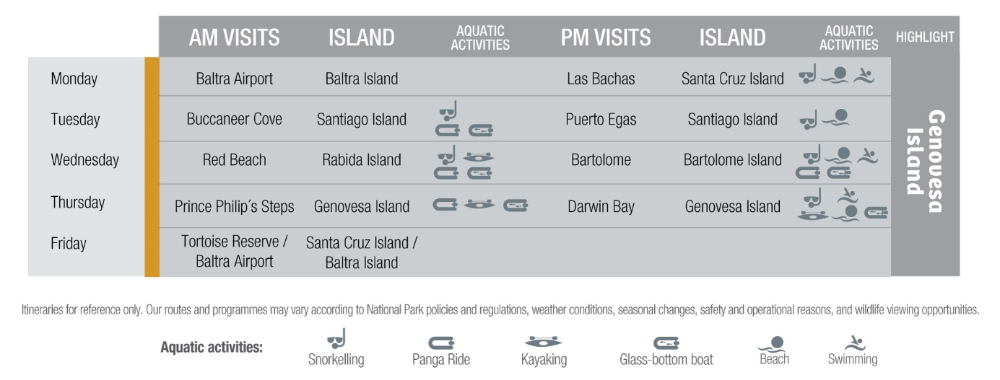 AM VISITS ISLAND AQUATIC ACTIVITIES PM VISITS ISLAND AQUATIC ACTIVITIES HIGHLIGHT
Monday Baltra Airport Baltra Island Las Bachas Santa Cruz Island
Tuesday Buccaneer Cove Santiago Island Puerto Egas Santiago Island
Wednesday Red Beach Rabida Island Bartolome Bartolome Island
Thursday Prince Philip´s Steps Genovesa Island Darwin Bay Genovesa Island
Friday Tortoise Reserve / Baltra Airport Santa Cruz Island / Baltra Island
Genovesa
Island
Itineraries for reference only. Our routes and programmes may vary according to National Park policies and regulations, weather conditions, seasonal changes, safety and operational reasons, and wildlife viewing opportunities.
Aquatic activities: Snorkelling Panga Ride Kayaking Glass-bottom boat Beach Swimming